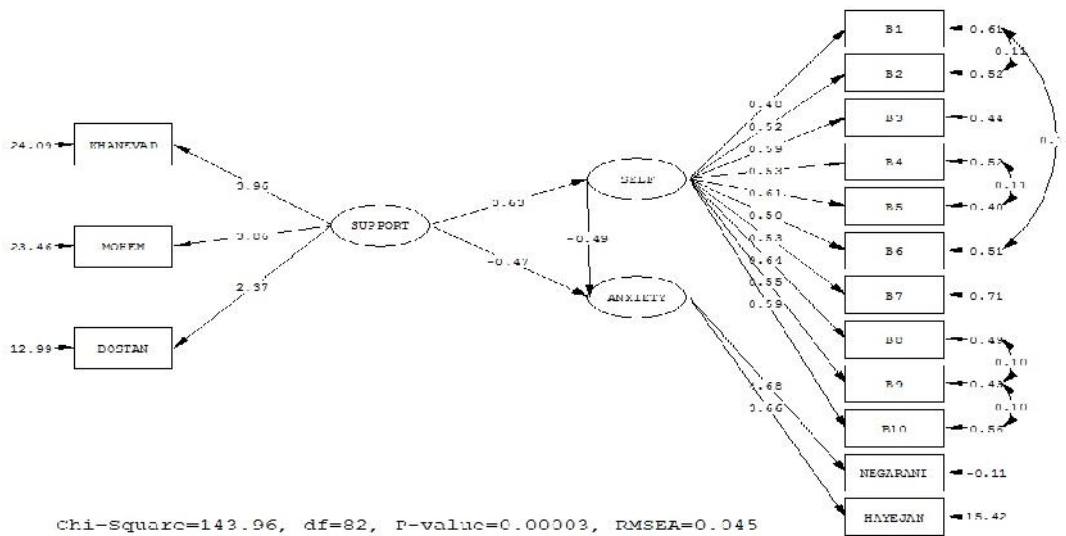 B1
0.61
0.11
B2
0.52
0.40
0.52
B3
0.44
0.59
24.09
KHANEVAD
0.53
B4
0.52
0.11
3.96
SELF
0.61
B5
0.40
0.63
0.50
SUPPORT
-0.49
0.53
B6
0.51
23.46
MOHEM
3.06
0.64
-0.47
0.55
2.37
ANXIETY
0.59
B7
0.71
B8
0.49
12.99
DOSTAN
0.10
B9
0.43
0.10
3.66
B10
0.56
NEGARANI
-0.11
HAYEJAN
15.42
Chi-Square=143.96, df=82, P-value=0.00003, RMSEA=0.045